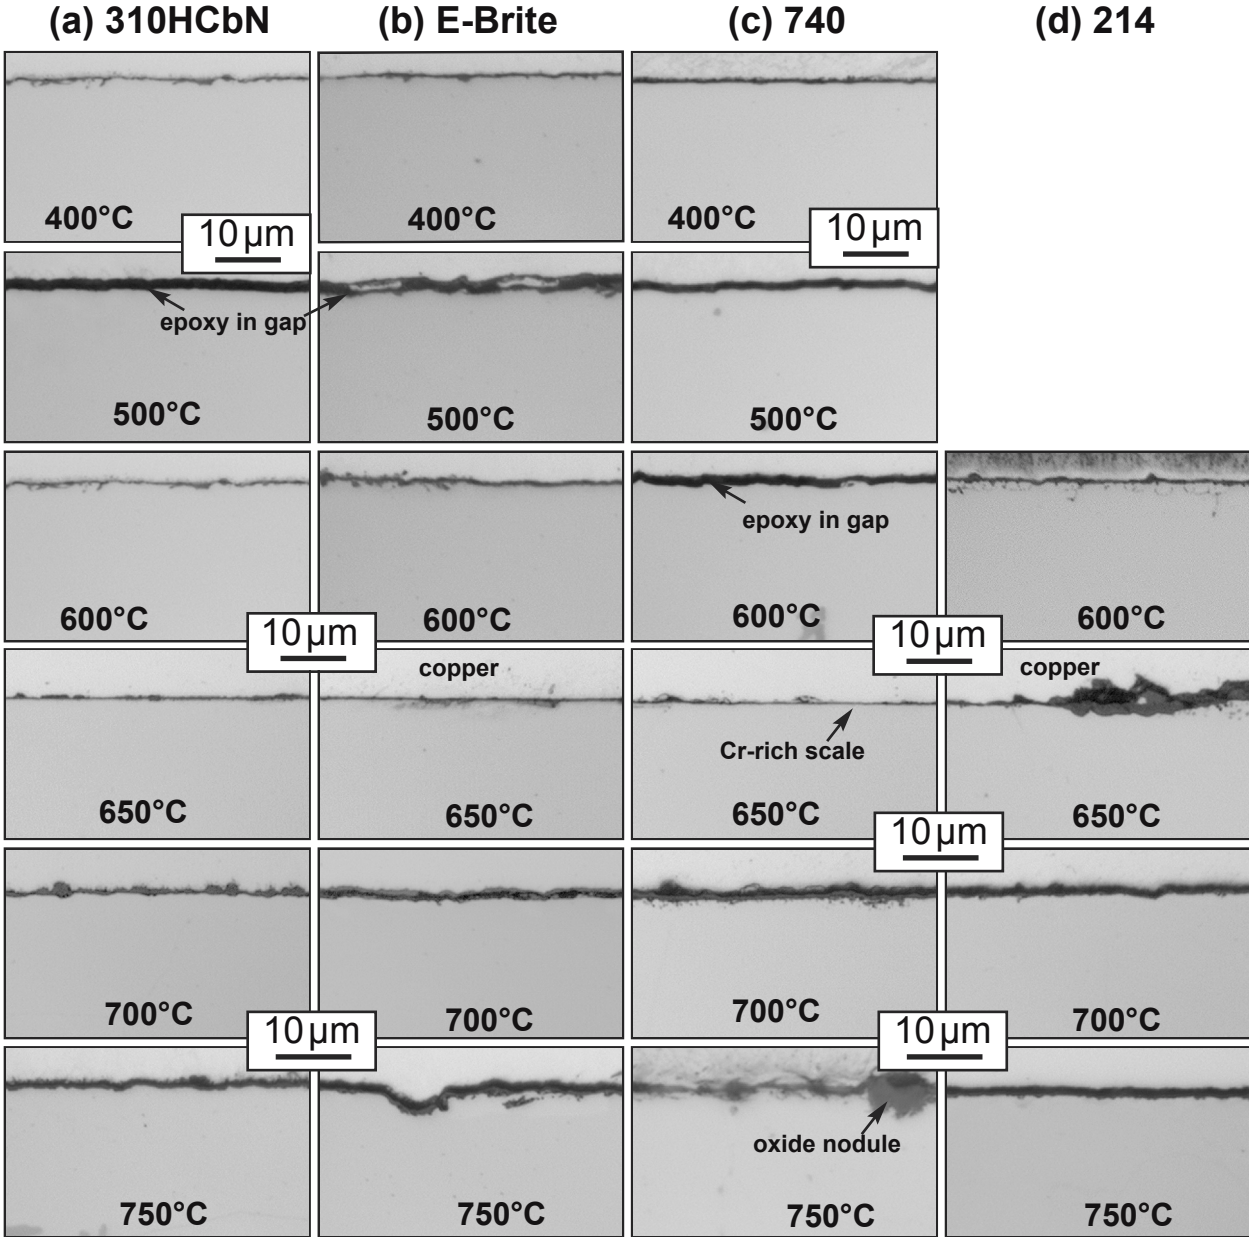 (a) 310HCbN
(b) E-Brite
(c) 740
(d) 214
400°C
400°C
400°C
10 µm
10 µm
epoxy in gap
500°C
500°C
500°C
epoxy in gap
600°C
600°C
600°C
600°C
10 µm
10 µm
copper
copper
Cr-rich scale
650°C
650°C
650°C
650°C
10 µm
700°C
700°C
700°C
700°C
10 µm
10 µm
oxide nodule
750°C
750°C
750°C
750°C